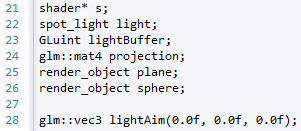 21 shader* s;
22 spot_light light;
23 GLuint lightBuffer;
24 glm::mat4 projection;
25 render_object plane;
26 render_object sphere;
27
28 glm::vec3 lightAim(0.0f, 0.0f, 0.0f);